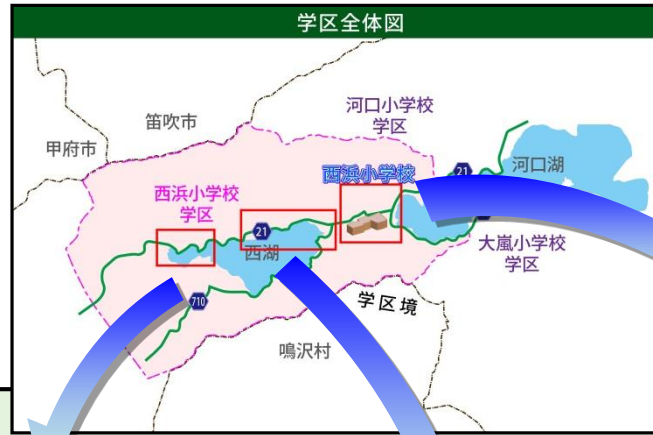 学区全体図
河口小学校
学区
笛吹市
甲府市
21
河口湖
西浜小学校
西浜小学校
学区
21
西湖
大嵐小学校
学区
710
学区境
鳴沢村